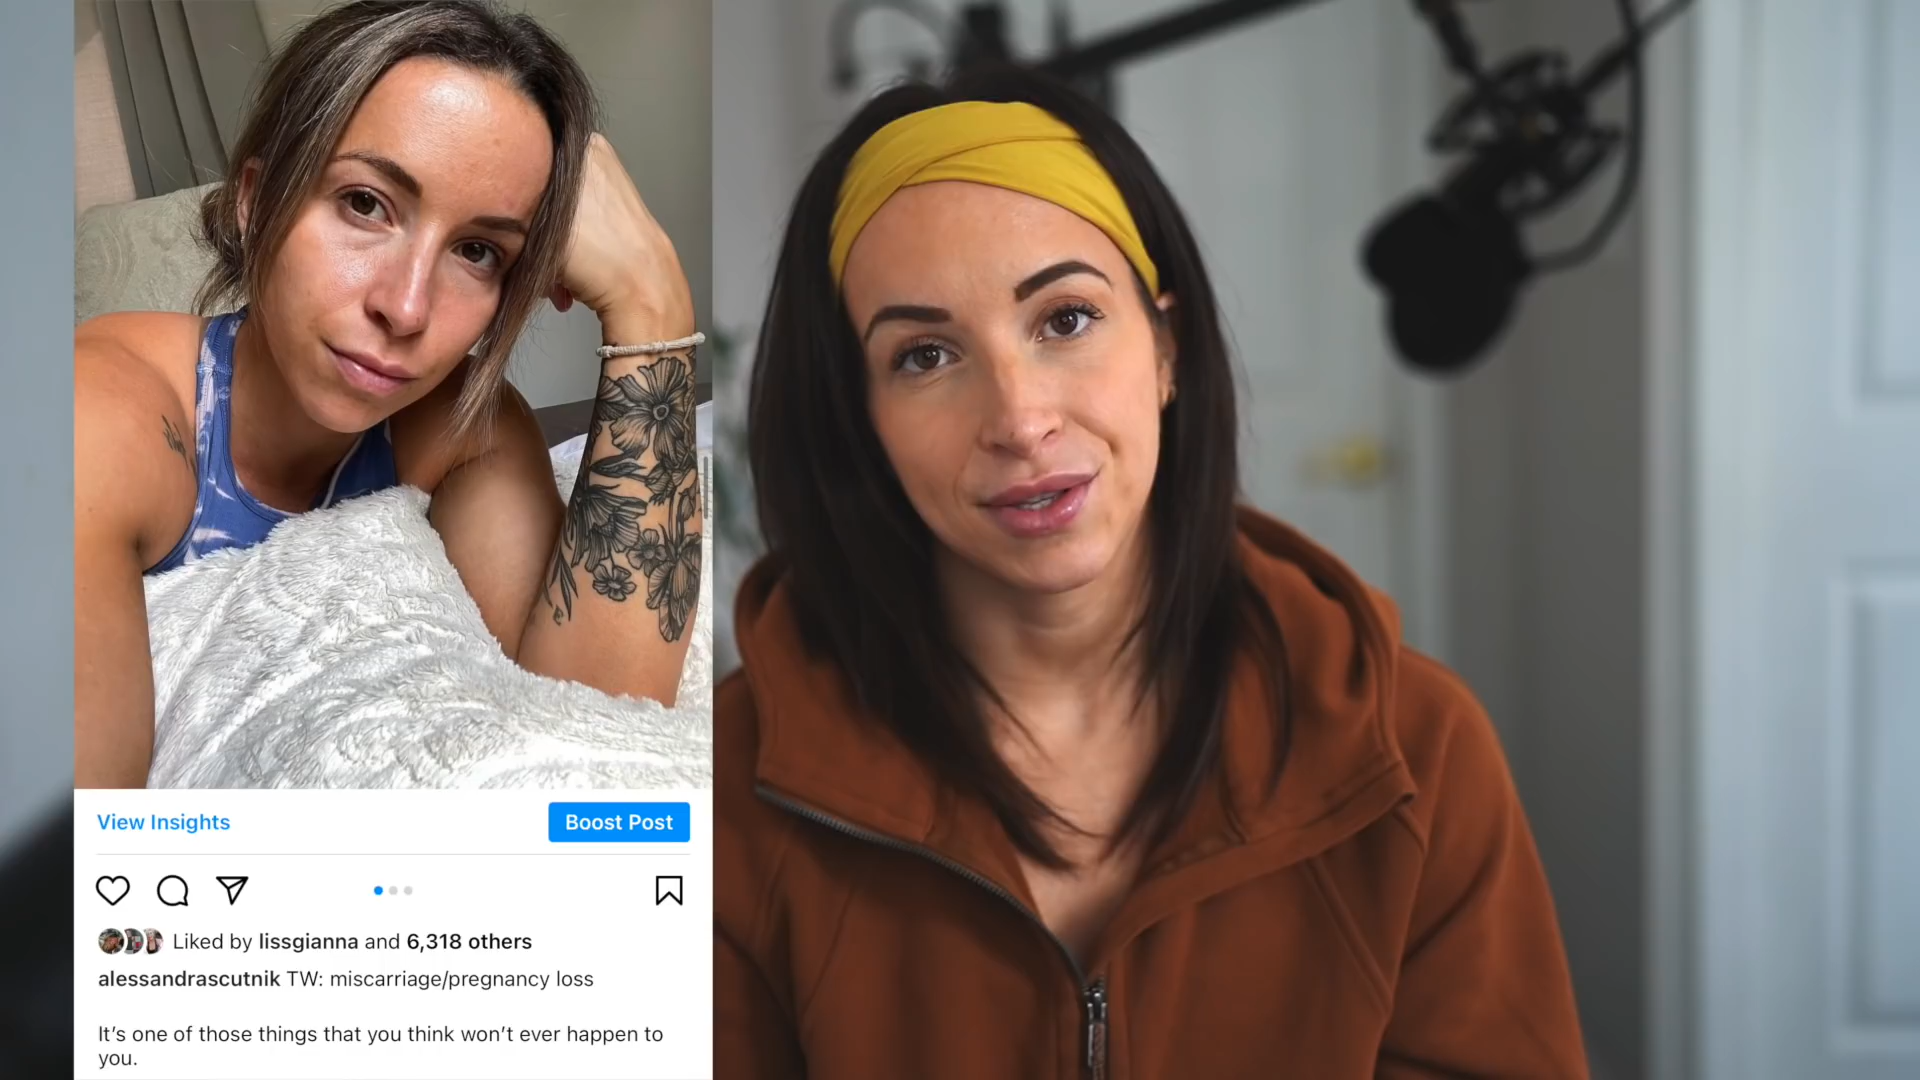 View Insights
Boost Post
Liked by lissgianna and 6,318 others
alessandrascutnik TW: miscarriage/pregnancy loss
It’s one of those things that you think won’t ever happen to
you.